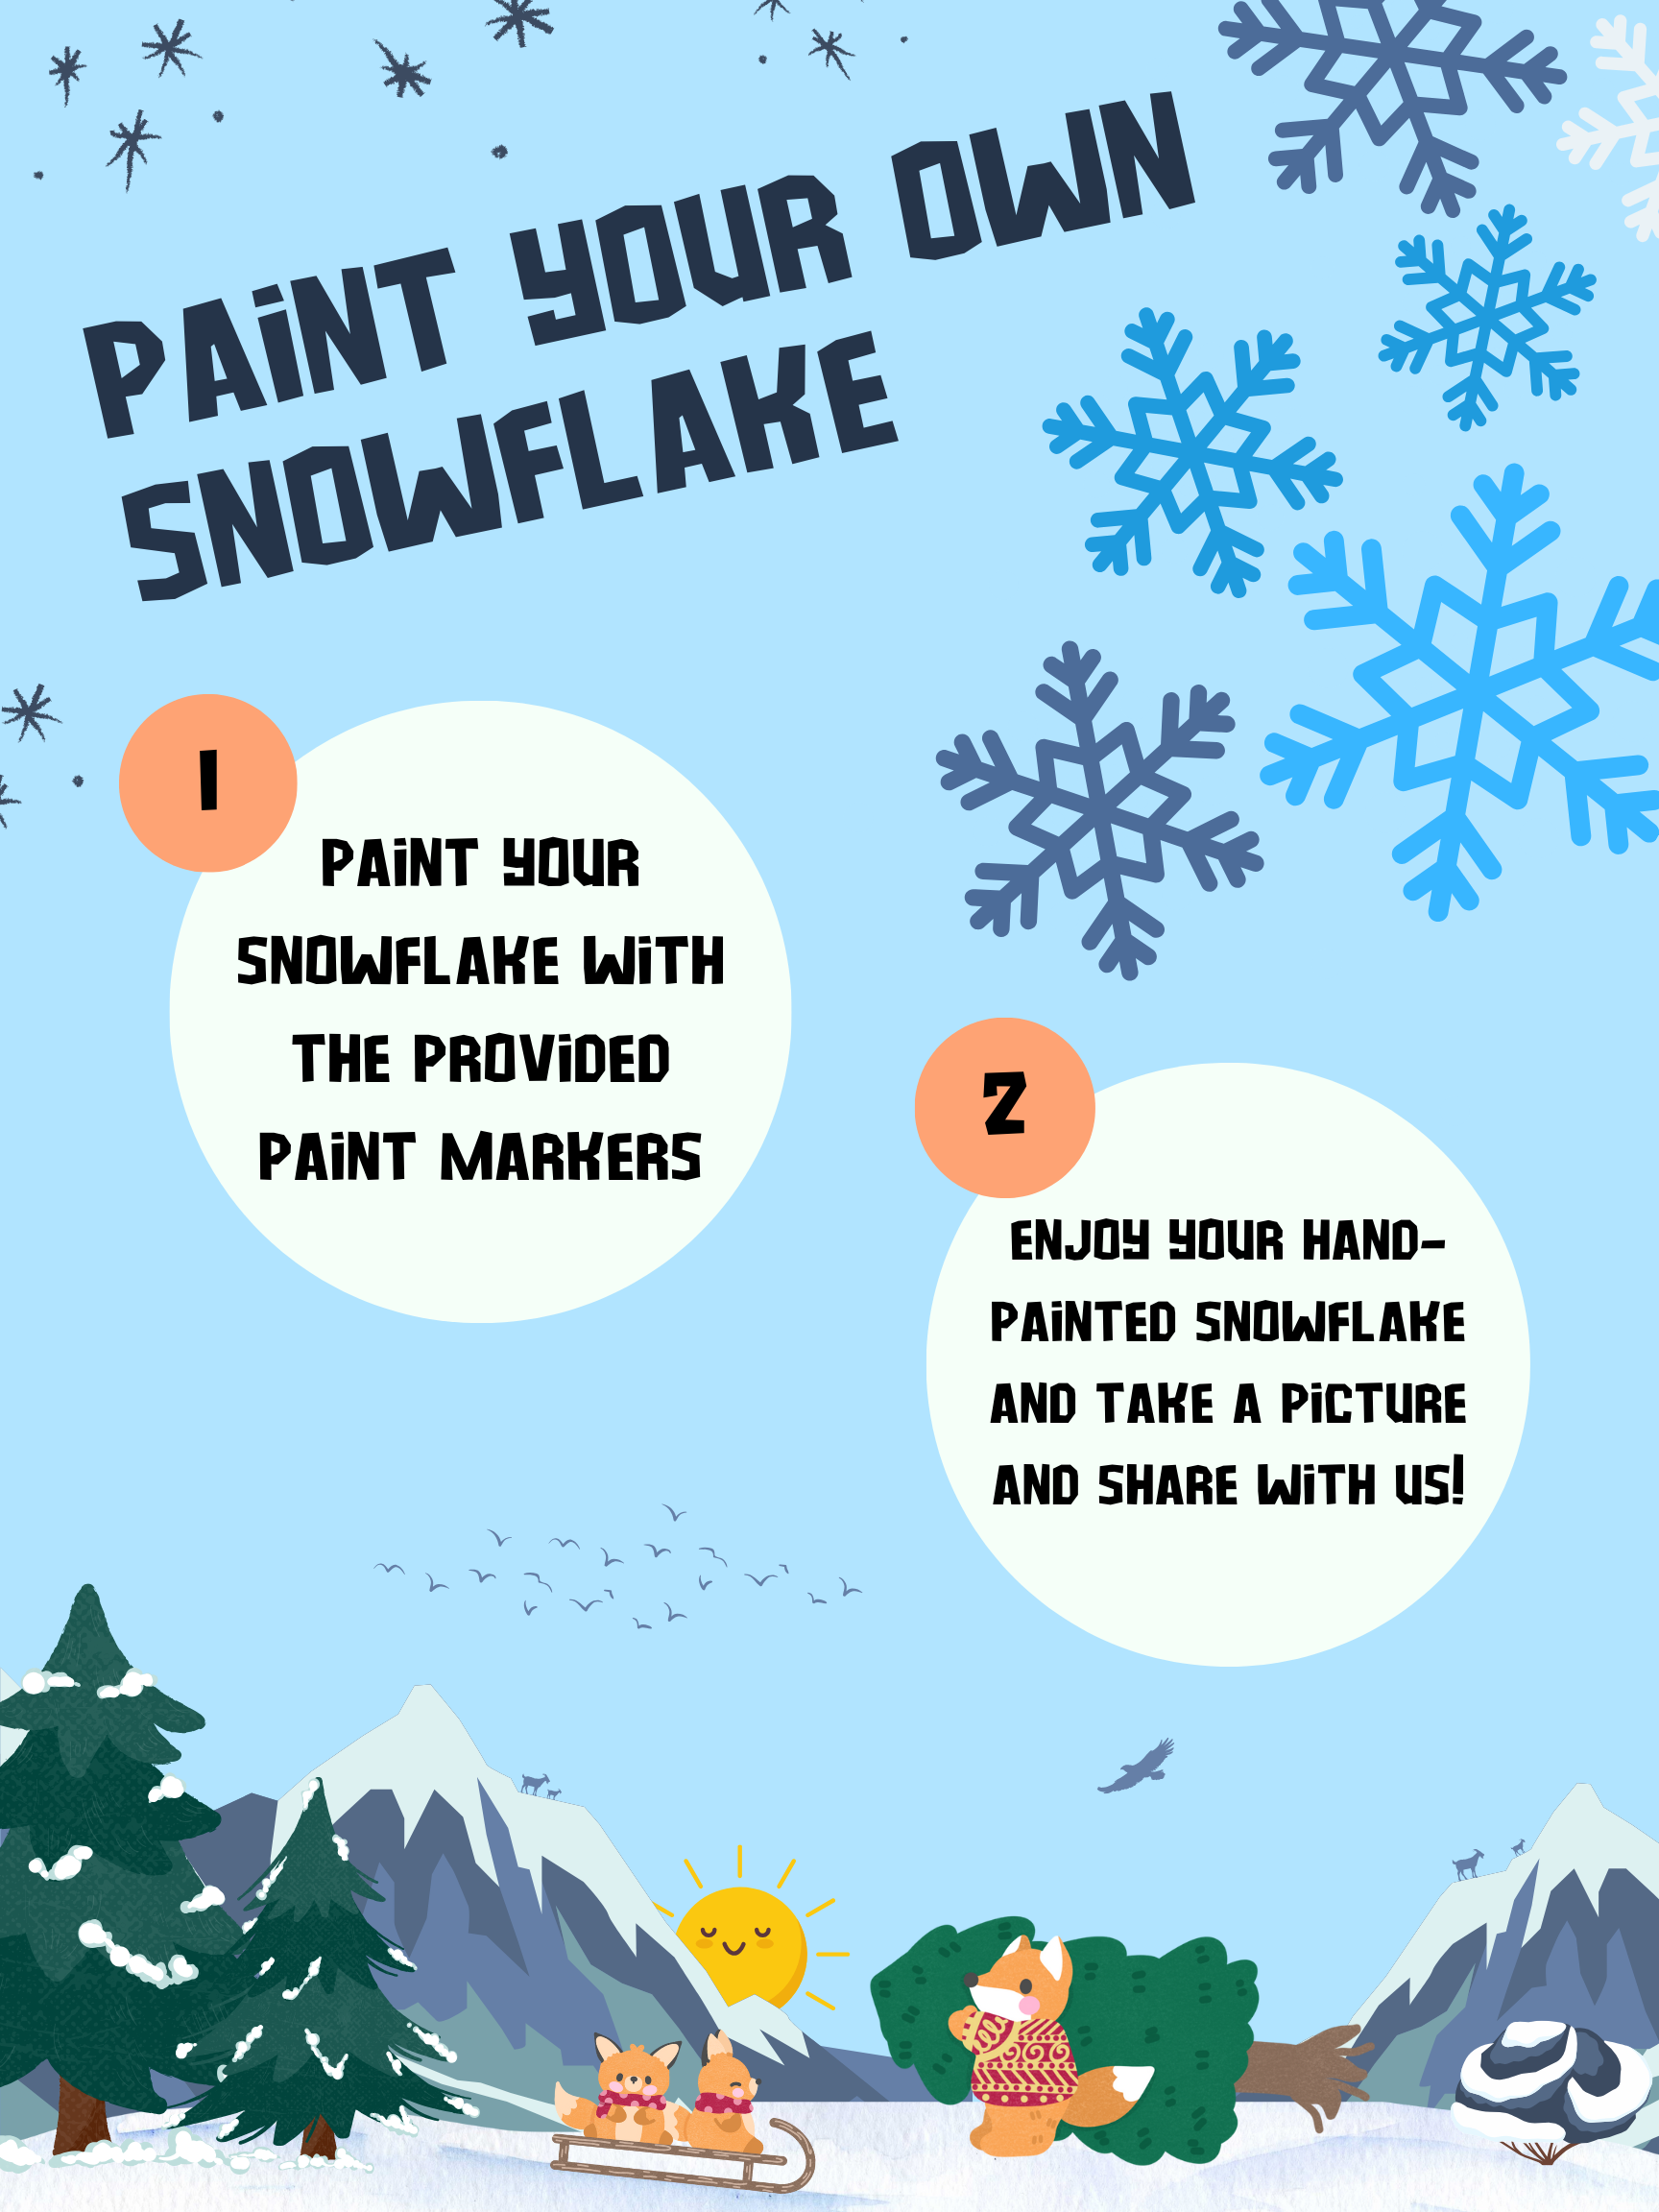 PAINT YOUR OWN
SNOWFLAKE
1
PAINT YOUR
SNOWFLAKE WITH
THE PROVIDED
PAINT MARKERS
2
ENJOY YOUR HAND-
PAINTED SNOWFLAKE
AND TAKE A PICTURE
AND SHARE WITH US!